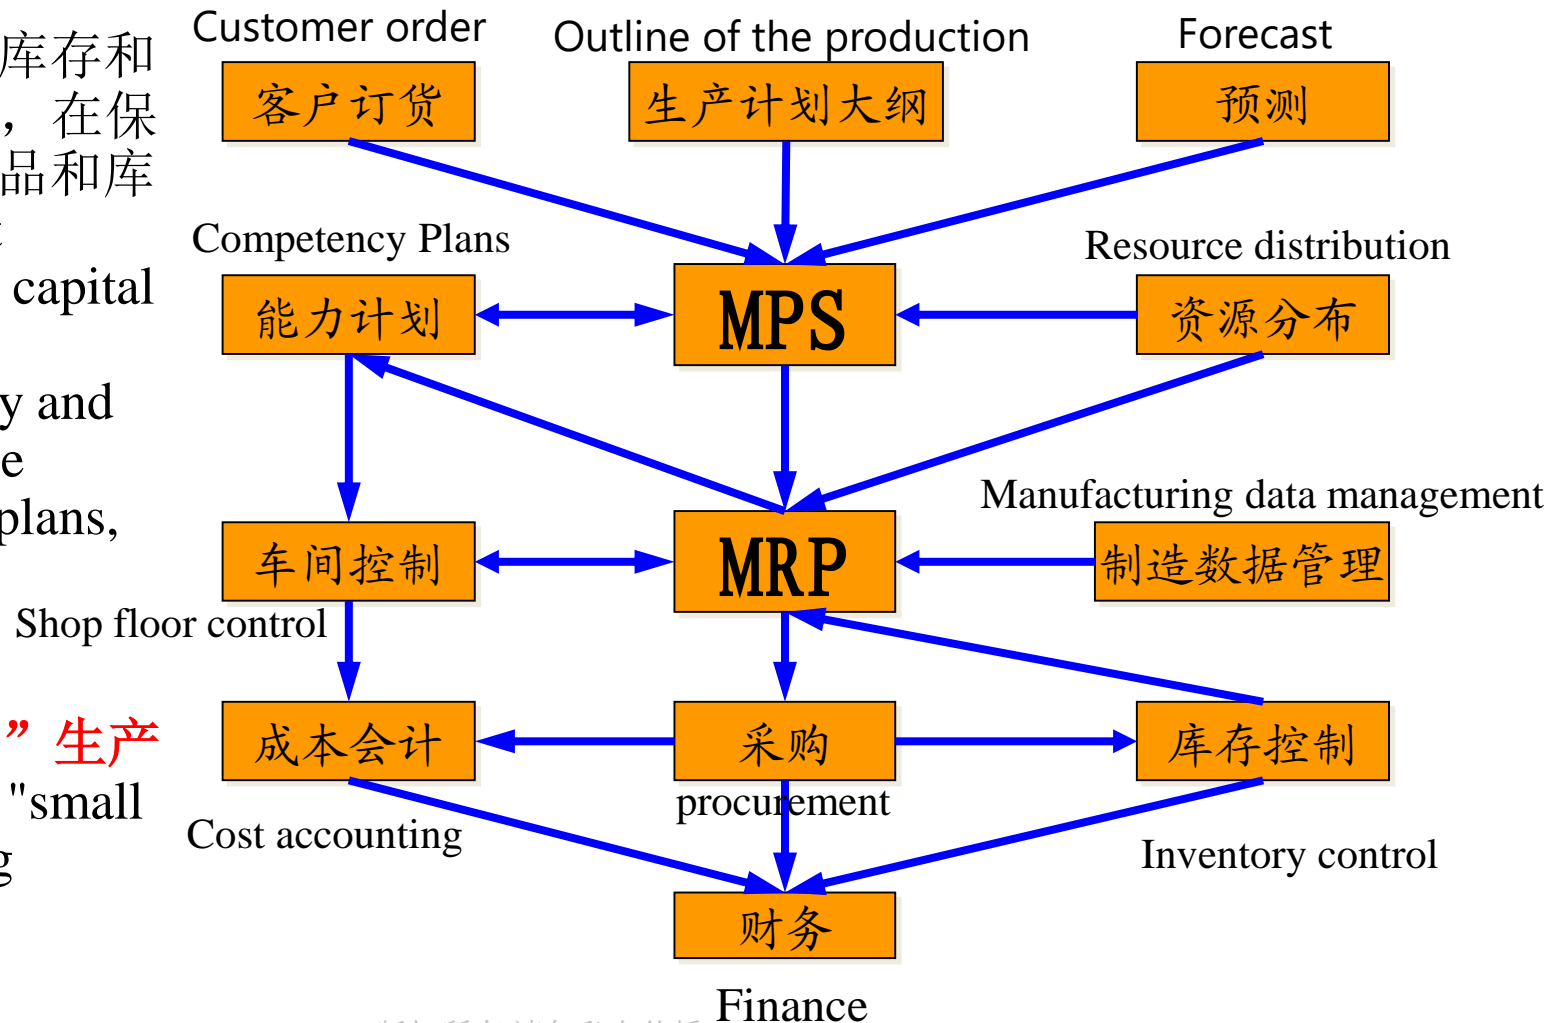 库存和
，在保
品和库
capital
y and
e
plans,
”生产
"small
g
Customer order
Outline of the production
Forecast
客户订货
生产计划大纲
预测
Competency Plans
Resource distribution
能力计划
MPS
资源分布
Manufacturing data management
车间控制
MRP
制造数据管理
Shop floor control
成本会计
采购
库存控制
procurement
Cost accounting
Inventory control
财务
Finance